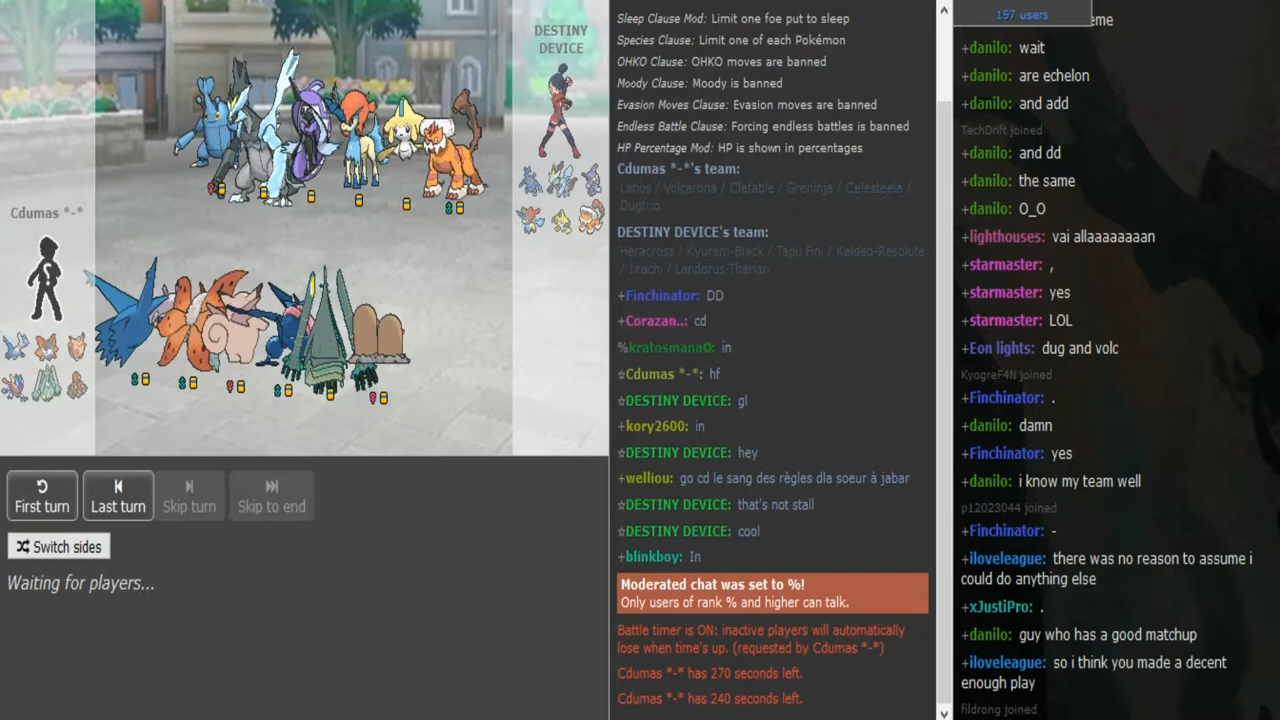 DESTINY
DEVICE
Cdumas *-*
First turn
Last turn
Skip turn
Skip to end
Switch sides
Waiting for players...
Sleep Clause Mod: Limit one foe put to sleep
Species Clause: Limit one of each Pokémon
OHKO Clause: OHKO moves are banned
Moody Clause: Moody is banned
Evasion Moves Clause: Evasion moves are banned
Endless Battle Clause: Forcing endless battles is banned
HP Percentage Mod: HP is shown in percentages
Cdumas *-*'s team:
Latios / Volcarona / Clefable / Greninja / Celesteela /
Dugtrio
DESTINY DEVICE's team:
Heracross / Kyurem-Black / Tapu Fini / Keldeo-Resolute
/ Jirachi / Landorus-Therian
+Finchinator: DD
+Corazan..: cd
%kratosmana✪: in
☆Cdumas *-*: hf
☆DESTINY DEVICE: gl
+kory2600: in
☆DESTINY DEVICE: hey
+welliou: go cd le sang des règles dla soeur à jabar
☆DESTINY DEVICE: that's not stall
☆DESTINY DEVICE: cool
+blinkboy: In
Moderated chat was set to %!
Only users of rank % and higher can talk.
Battle timer is ON: inactive players will automatically
lose when time's up. (requested by Cdumas *-*)
Cdumas *-* has 270 seconds left.
Cdumas *-* has 240 seconds left.
197 users
+danilo: wait
+danilo: are echelon
+danilo: and add
TechDrift joined
+danilo: and dd
+danilo: the same
+danilo: O_O
+lighthouses: vai allaaaaaaaan
+starmaster: ,
+starmaster: yes
+starmaster: LOL
+Eon lights: dug and volc
KyogreF4N joined
+Finchinator: .
+danilo: damn
+Finchinator: yes
+danilo: i know my team well
p12023044 joined
+Finchinator: -
+iloveleague: there was no reason to assume i
could do anything else
+xJustiPro: .
+danilo: guy who has a good matchup
+iloveleague: so i think you made a decent
enough play
fildrong joined